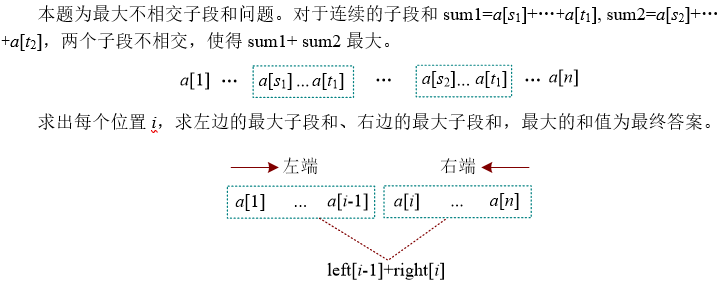 本题为最大不相交子段和问题。对于连续的子段和 sum1=a[s₁]+…+a[t₁], sum2=a[s₂]+…
+a[t₂]，两个子段不相交，使得 sum1+ sum2 最大。
a[1] … a[s₁] ... a[t₁] … a[s₂]... a[t₁] … a[n]
求出每个位置 i，求左边的最大子段和、右边的最大子段和，最大的和值为最终答案。
左端 右端
a[1] ... a[i-1] a[i] ... a[n]
left[i-1]+right[i]